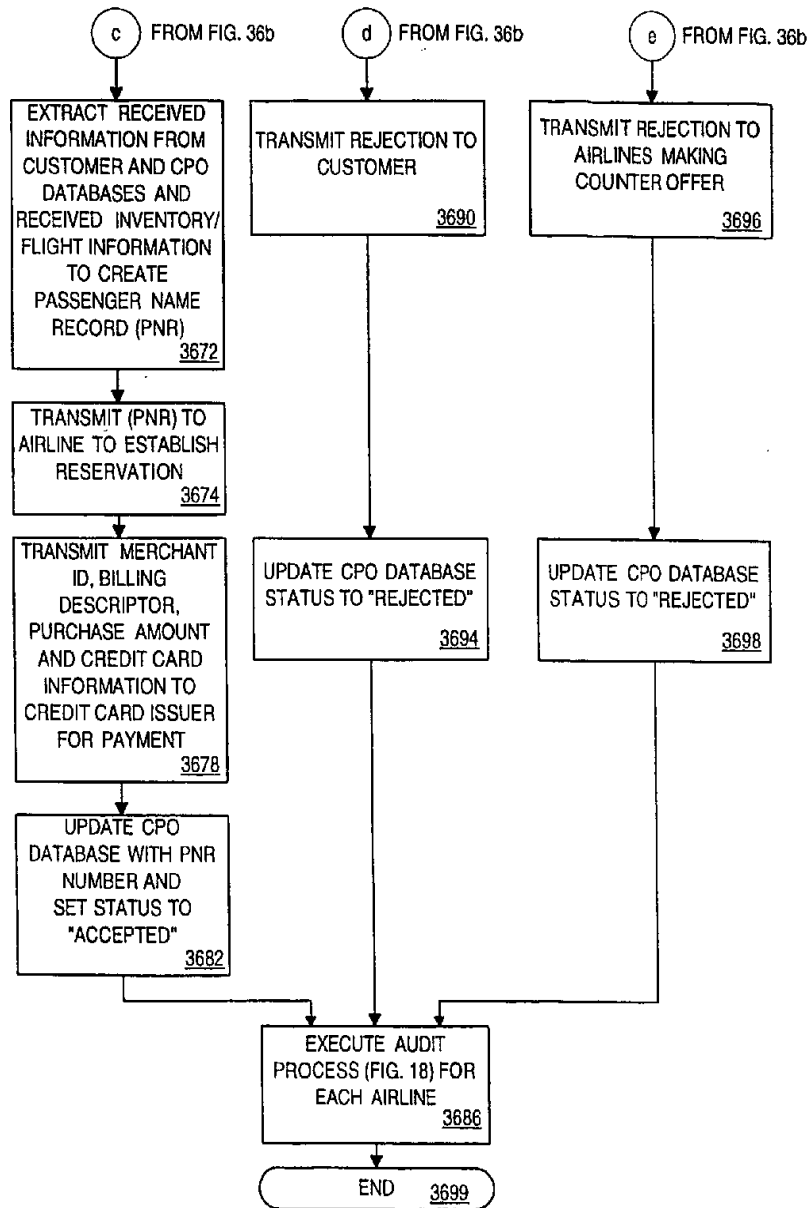 c FROM FIG. 36b
d FROM FIG. 36b
e FROM FIG. 36b
EXTRACT RECEIVED
INFORMATION FROM
CUSTOMER AND CPO
DATABASES AND
RECEIVED INVENTORY/
FLIGHT INFORMATION
TO CREATE
PASSENGER NAME
RECORD (PNR)
3672
TRANSMIT (PNR) TO
AIRLINE TO ESTABLISH
RESERVATION
3674
TRANSMIT MERCHANT
ID, BILLING
DESCRIPTOR,
PURCHASE AMOUNT
AND CREDIT CARD
INFORMATION TO
CREDIT CARD ISSUER
FOR PAYMENT
3678
UPDATE CPO
DATABASE WITH PNR
NUMBER AND
SET STATUS TO
"ACCEPTED"
3682
TRANSMIT REJECTION TO
CUSTOMER
3690
UPDATE CPO DATABASE
STATUS TO "REJECTED"
3694
TRANSMIT REJECTION TO
AIRLINES MAKING
COUNTER OFFER
3696
UPDATE CPO DATABASE
STATUS TO "REJECTED"
3698
EXECUTE AUDIT
PROCESS (FIG. 18) FOR
EACH AIRLINE
3686
END 3699